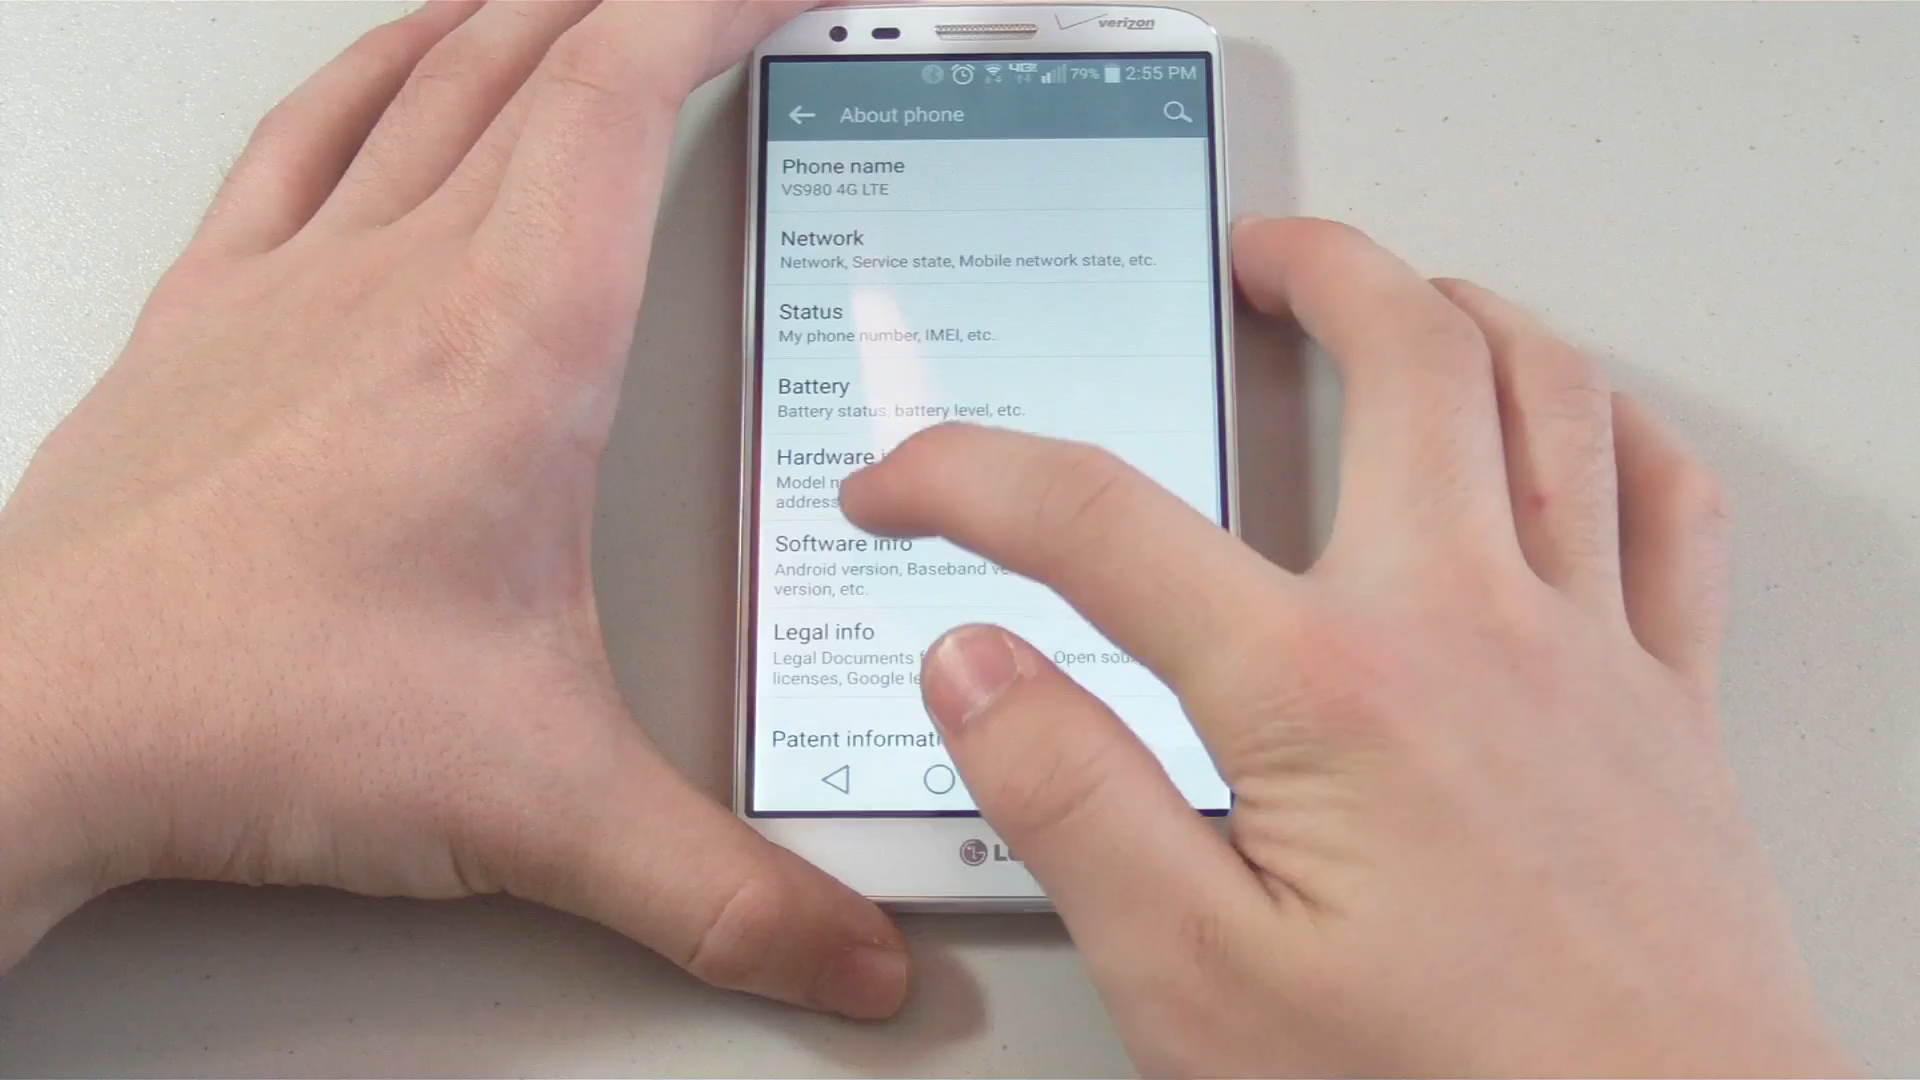 verizon
4G 79% 2:55 PM
About phone
Phone name
VS980 4G LTE
Network
Network, Service state, Mobile network state, etc.
Status
My phone number, IMEI, etc.
Battery
Battery status, battery level, etc.
Hardware
Model
address
Software info
Android version, Baseband
version, etc.
Legal info
Legal Documents Open
licenses, Google
Patent
LG